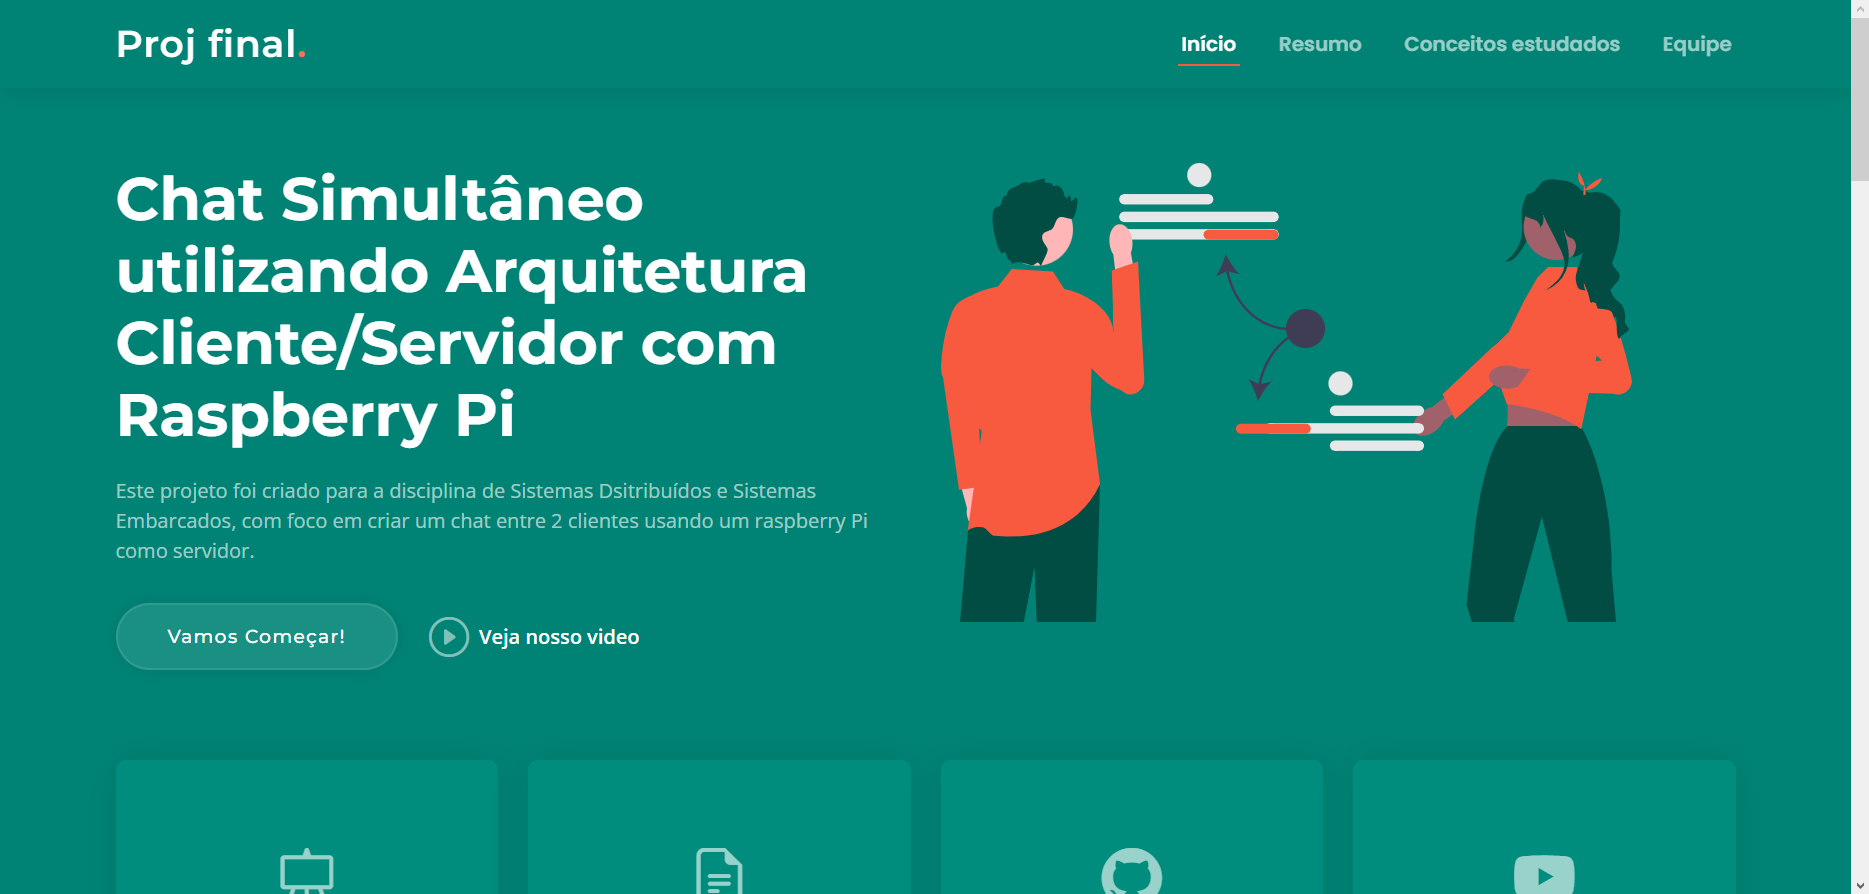 Proj final.
Início Resumo Conceitos estudados Equipe
Chat Simultâneo
utilizando Arquitetura
Cliente/Servidor com
Raspberry Pi
Este projeto foi criado para a disciplina de Sistemas Dsitribuídos e Sistemas
Embarcados, com foco em criar um chat entre 2 clientes usando um raspberry Pi
como servidor.
Vamos Começar! Veja nosso video